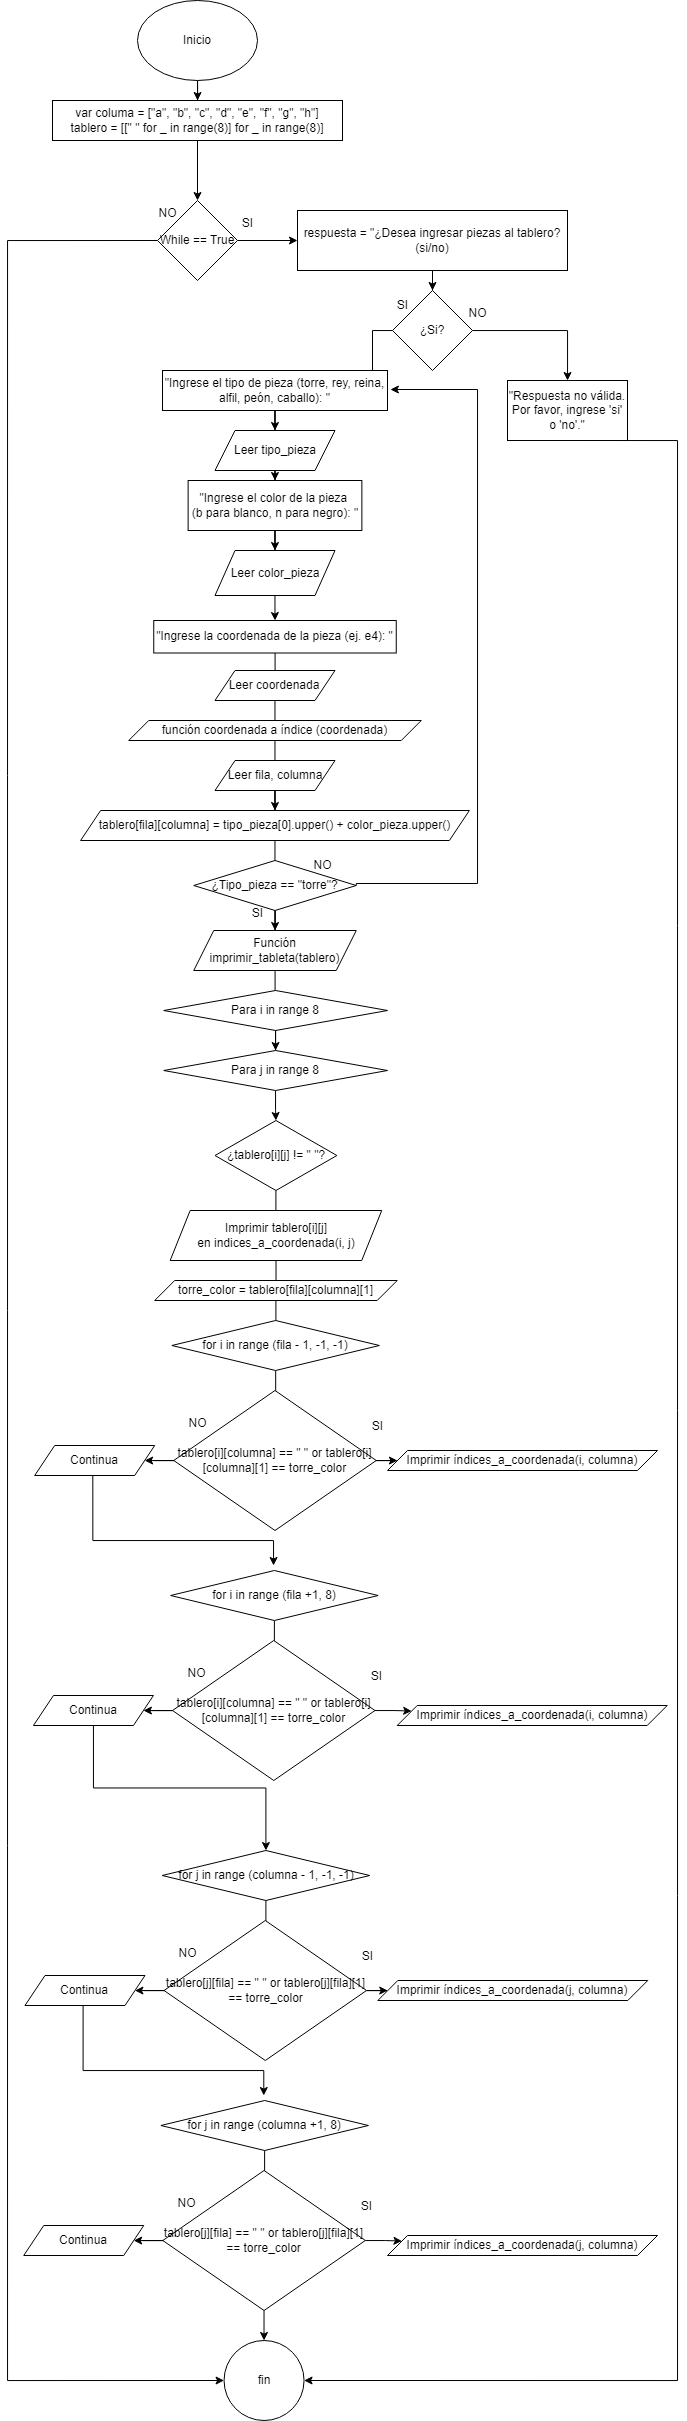 Inicio
var columa = ["a", "b", "c", "d", "e", "f", "g", "h"]
tablero = [[" " for _ in range(8)] for _ in range(8)]
NO
SI
While == True
respuesta = "¿Desea ingresar piezas al tablero?
(si/no)
SI
NO
¿Si?
"Ingrese el tipo de pieza (torre, rey, reina,
alfil, peón, caballo): "
"Respuesta no válida.
Por favor, ingrese 'si'
o 'no'."
Leer tipo_pieza
"Ingrese el color de la pieza
(b para blanco, n para negro): "
Leer color_pieza
"Ingrese la coordenada de la pieza (ej. e4): "
Leer coordenada
función coordenada a índice (coordenada)
Leer fila, columna
tablero[fila][columna] = tipo_pieza[0].upper() + color_pieza.upper()
NO
¿Tipo_pieza == "torre"?
SI
Función
imprimir_tableta(tablero)
Para i in range 8
Para j in range 8
¿tablero[i][j] != " "?
Imprimir tablero[i][j]
en indices_a_coordenada(i, j)
torre_color = tablero[fila][columna][1]
for i in range (fila - 1, -1, -1)
NO
SI
tablero[i][columna] == " " or tablero[i]
[columna][1] == torre_color
Continua
Imprimir índices_a_coordenada(i, columna)
for i in range (fila +1, 8)
NO
SI
tablero[i][columna] == " " or tablero[i]
[columna][1] == torre_color
Continua
Imprimir índices_a_coordenada(i, columna)
for j in range (columna - 1, -1, -1)
NO
SI
tablero[j][fila] == " " or tablero[j][fila][1]
== torre_color
Continua
Imprimir índices_a_coordenada(j, columna)
for j in range (columna +1, 8)
NO
SI
tablero[j][fila] == " " or tablero[j][fila][1]
== torre_color
Continua
Imprimir índices_a_coordenada(j, columna)
fin